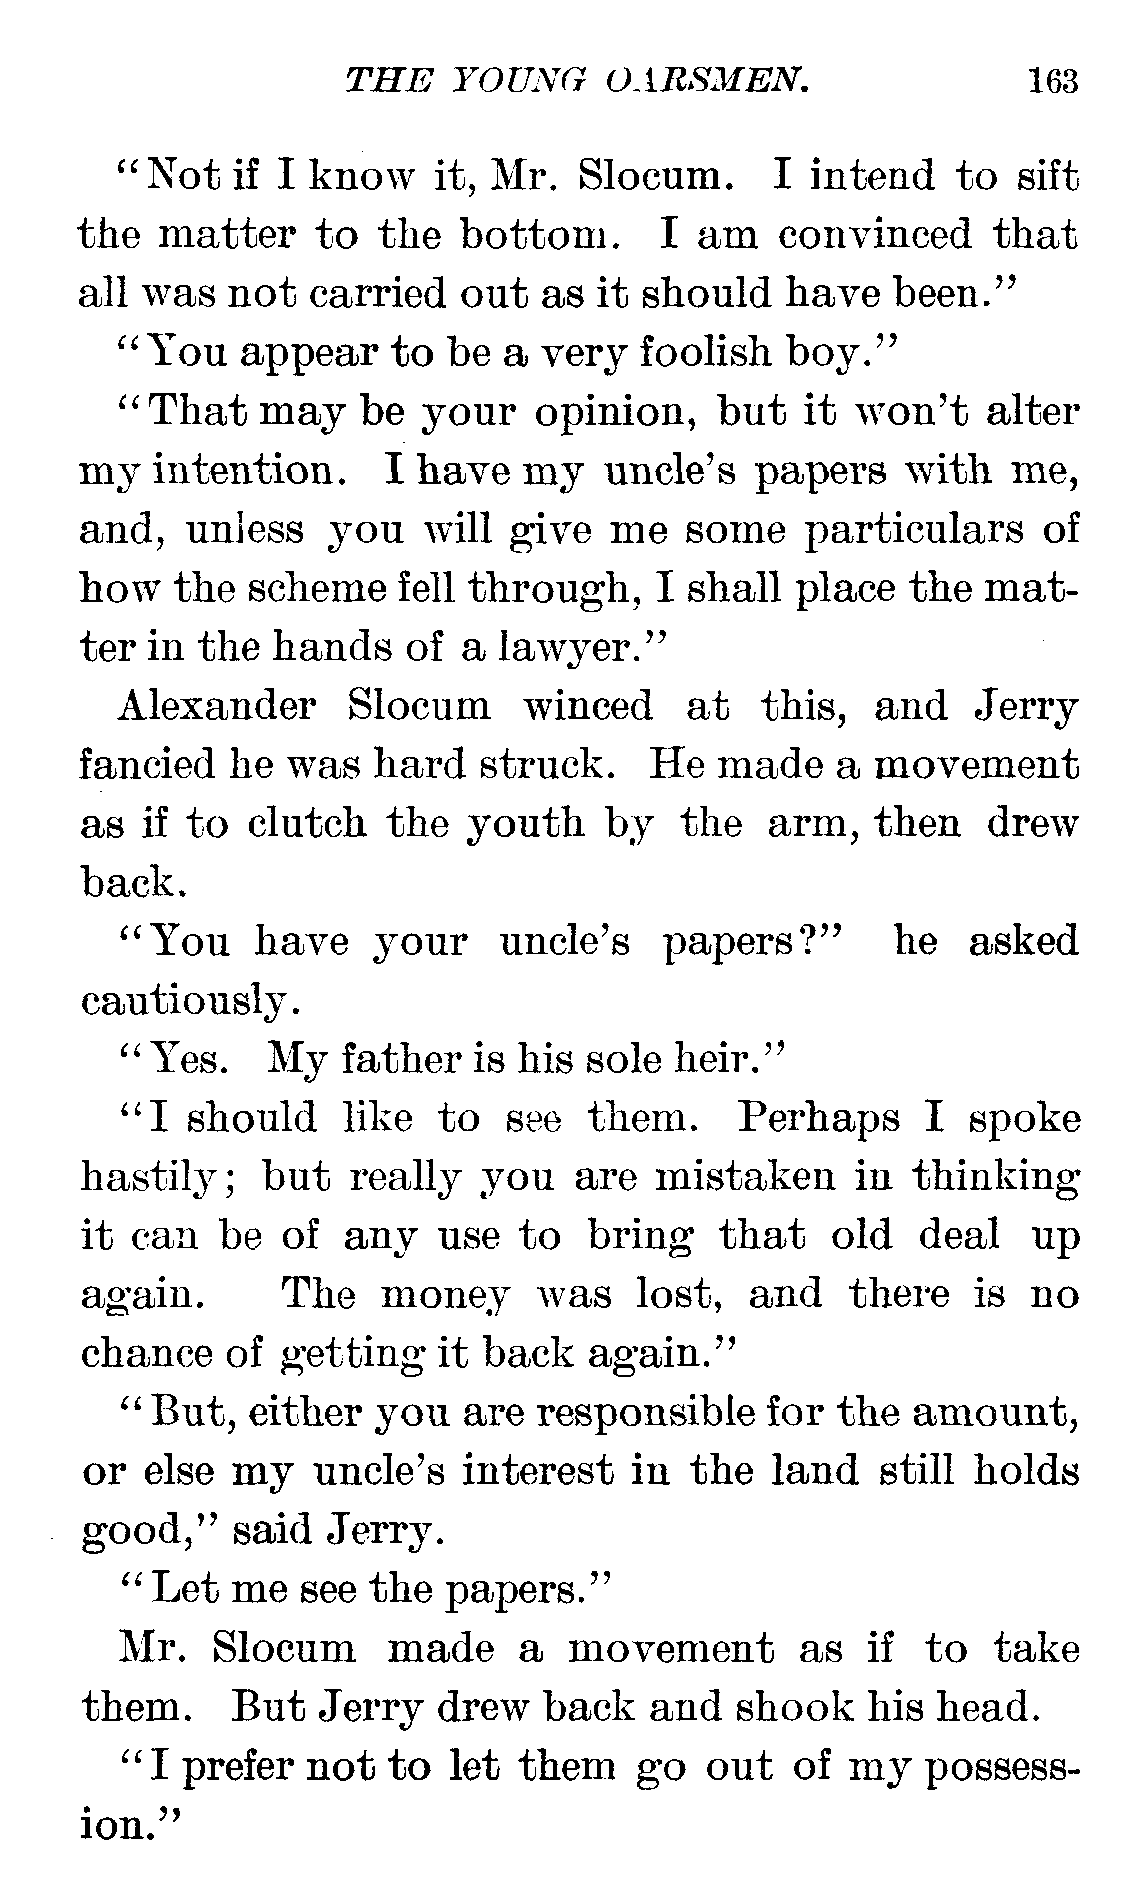 THE YOUNG OARSMEN. 163
“Not if I know it, Mr. Slocum. I intend to sift
the matter to the bottom. I am convinced that
all was not carried out as it should have been.”
“You appear to be a very foolish boy.”
“That may be your opinion, but it won’t alter
my intention. I have my uncle’s papers with me,
and, unless you will give me some particulars of
how the scheme fell through, I shall place the mat-
ter in the hands of a lawyer.”
Alexander Slocum winced at this, and Jerry
fancied he was hard struck. He made a movement
as if to clutch the youth by the arm, then drew
back.
“You have your uncle’s papers?” he asked
cautiously.
“Yes. My father is his sole heir.”
“I should like to see them. Perhaps I spoke
hastily; but really you are mistaken in thinking
it can be of any use to bring that old deal up
again. The money was lost, and there is no
chance of getting it back again.”
“But, either you are responsible for the amount,
or else my uncle’s interest in the land still holds
good,” said Jerry.
“Let me see the papers.”
Mr. Slocum made a movement as if to take
them. But Jerry drew back and shook his head.
“I prefer not to let them go out of my possess-
ion.”